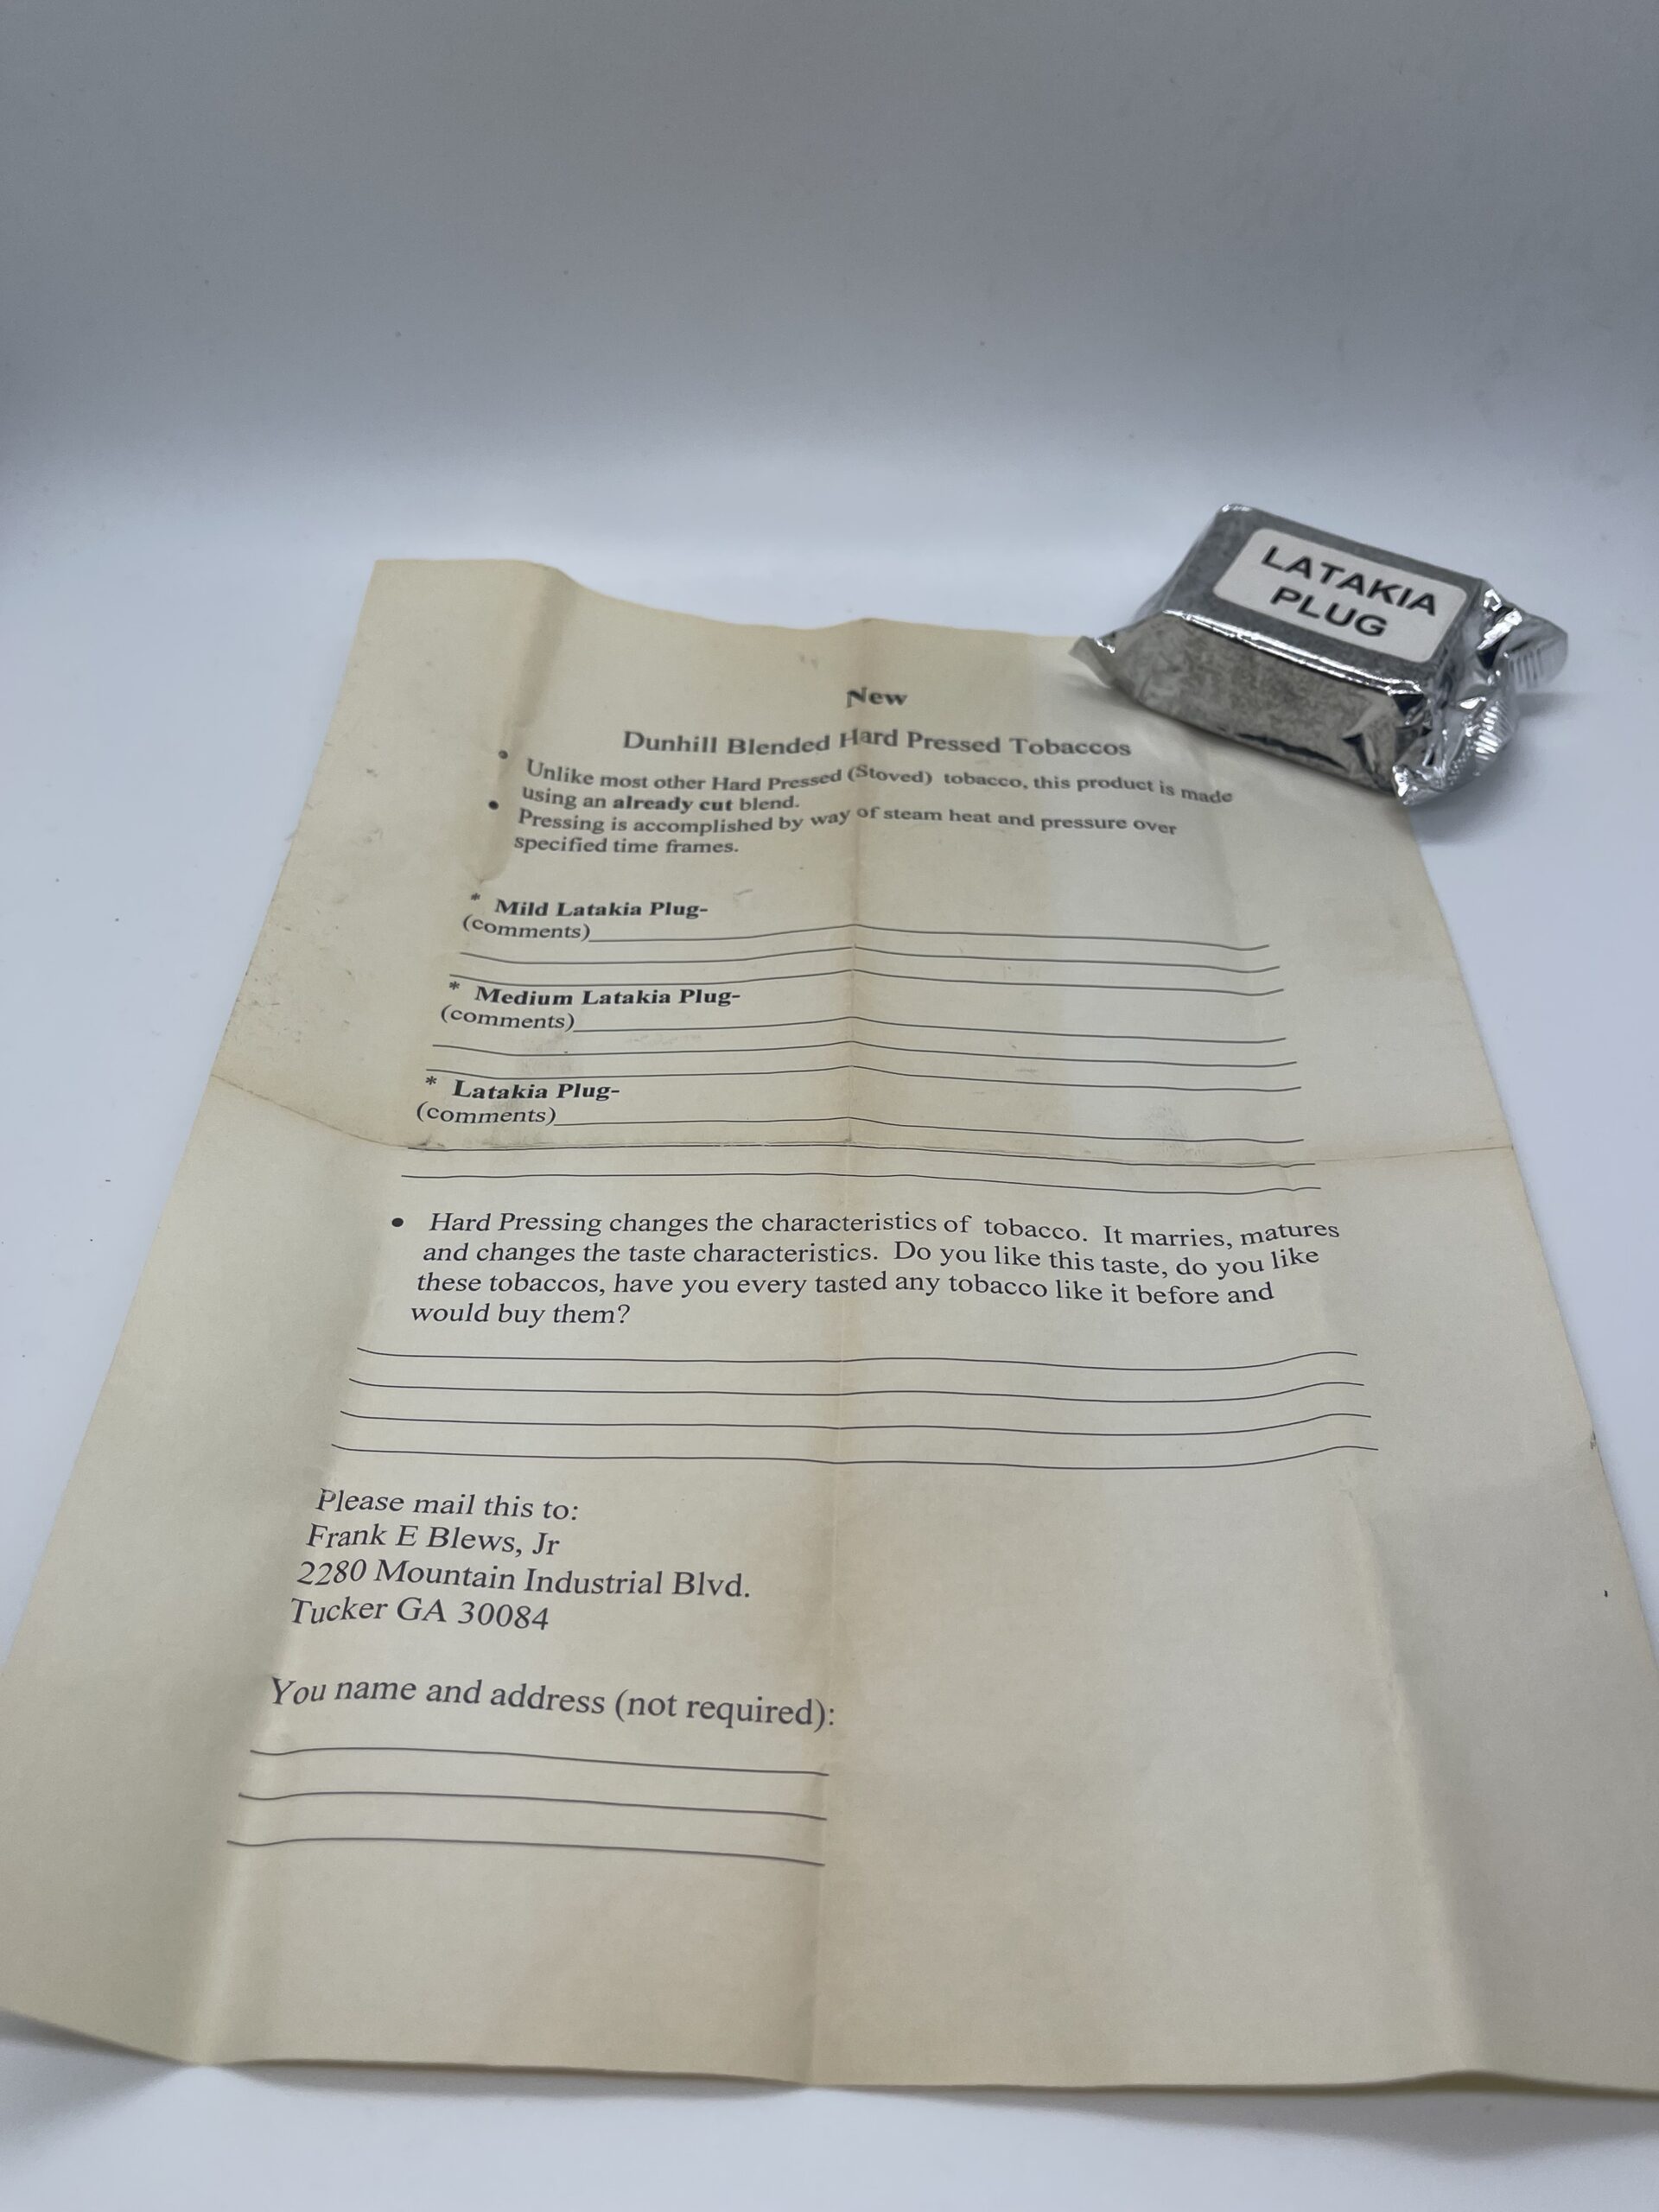 LATAKIA
PLUG
New
Dunhill Blended Hard Pressed Tobaccos
• Unlike most other Hard Pressed (Stoved) tobacco, this product is made
using an already cut blend.
• Pressing is accomplished by way of steam heat and pressure over
specified time frames.
* Mild Latakia Plug-
(comments)
* Medium Latakia Plug-
(comments)
* Latakia Plug-
(comments)
• Hard Pressing changes the characteristics of tobacco. It marries, matures
and changes the taste characteristics. Do you like this taste, do you like
these tobaccos, have you every tasted any tobacco like it before and
would buy them?
Please mail this to:
Frank E Blews, Jr
2280 Mountain Industrial Blvd.
Tucker GA 30084
You name and address (not required):